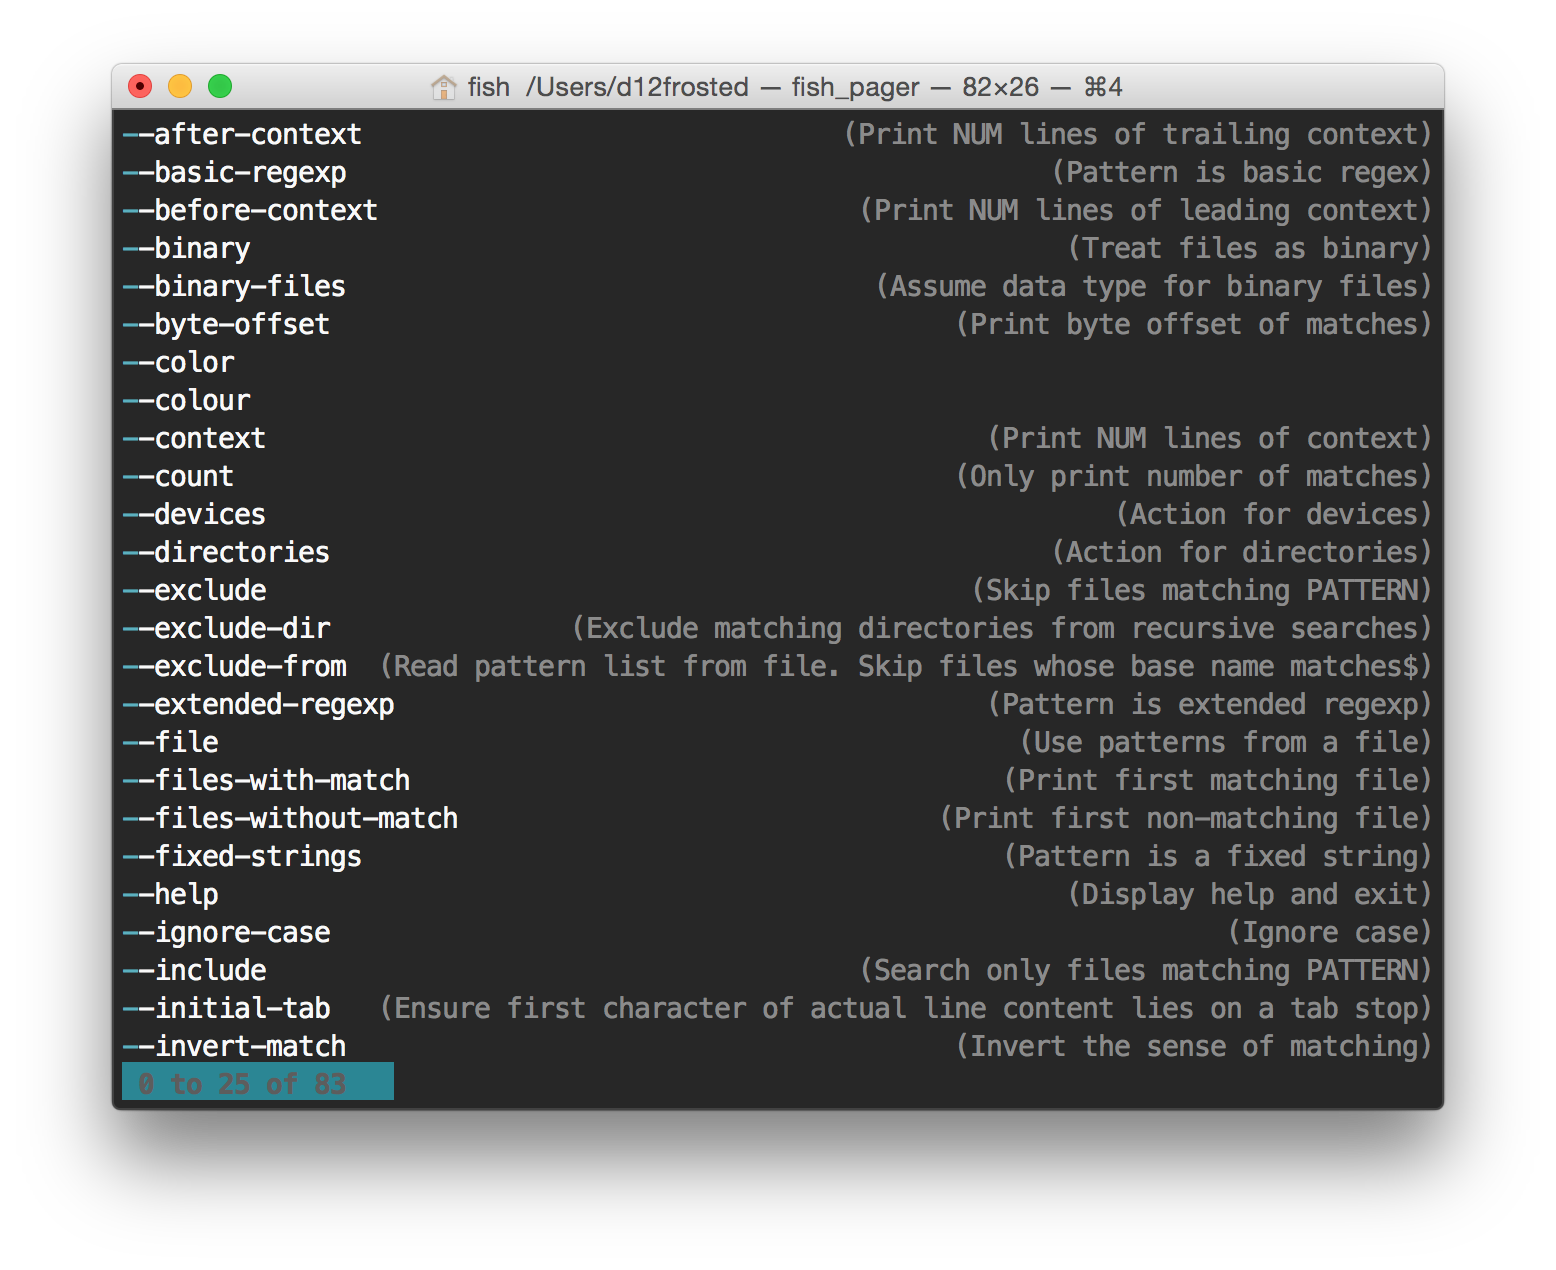 fish /Users/d12frosted — fish_pager — 82×26 — ⌘4
--after-context (Print NUM lines of trailing context)
--basic-regexp (Pattern is basic regex)
--before-context (Print NUM lines of leading context)
--binary (Treat files as binary)
--binary-files (Assume data type for binary files)
--byte-offset (Print byte offset of matches)
--color
--colour
--context (Print NUM lines of context)
--count (Only print number of matches)
--devices (Action for devices)
--directories (Action for directories)
--exclude (Skip files matching PATTERN)
--exclude-dir (Exclude matching directories from recursive searches)
--exclude-from (Read pattern list from file. Skip files whose base name matches$)
--extended-regexp (Pattern is extended regexp)
--file (Use patterns from a file)
--files-with-match (Print first matching file)
--files-without-match (Print first non-matching file)
--fixed-strings (Pattern is a fixed string)
--help (Display help and exit)
--ignore-case (Ignore case)
--include (Search only files matching PATTERN)
--initial-tab (Ensure first character of actual line content lies on a tab stop)
--invert-match (Invert the sense of matching)
0 to 25 of 83